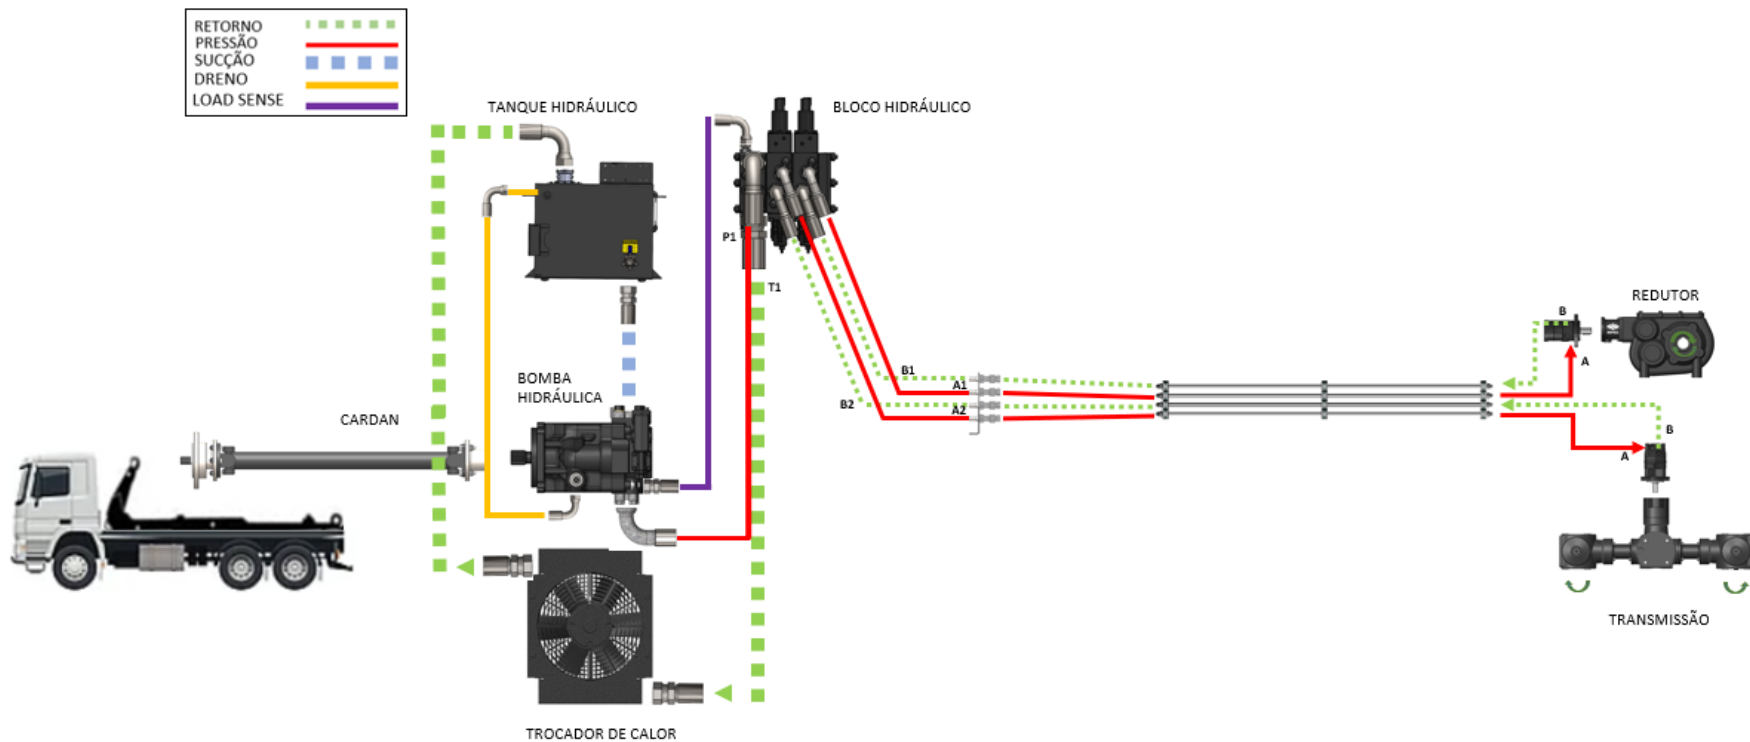 RETORNO
PRESSÃO
SUCÇÃO
DRENO
LOAD SENSE
TANQUE HIDRÁULICO
BLOCO HIDRÁULICO
P1
T1
REDUTOR
B
A
B1
A1
B2
A2
BOMBA
HIDRÁULICA
CARDAN
B
A
TRANSMISSÃO
TROCADOR DE CALOR